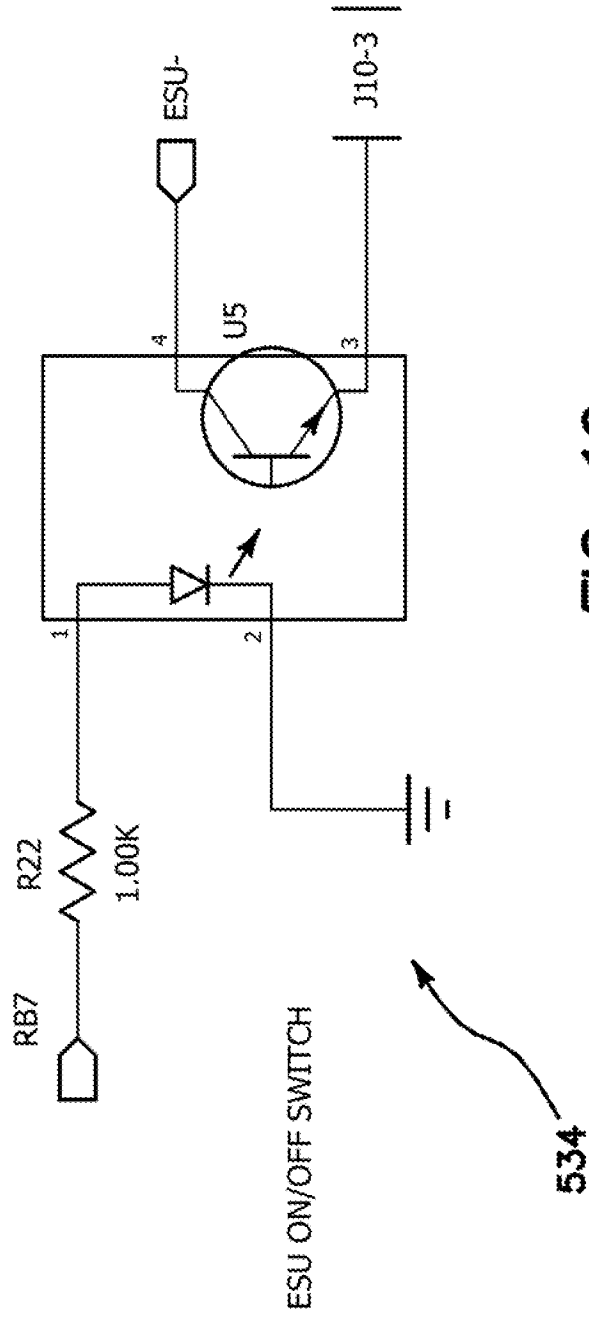 RB7
R22
1.00K
1
2
4
3
U5
ESU-
J10-3
ESU ON/OFF SWITCH
534